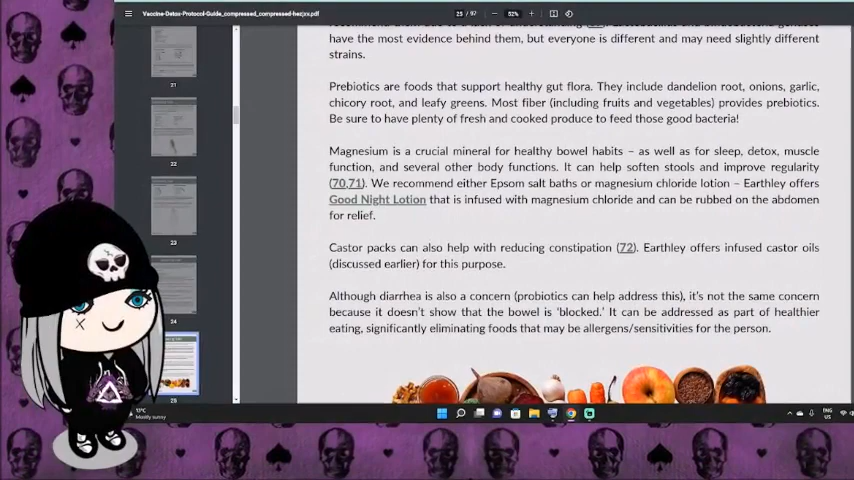 Vaccine-Detox-Protocol-Guide_compressed_compressed-hezjxx.pdf
25 / 97
52%
have the most evidence behind them, but everyone is different and may need slightly different
strains.
Prebiotics are foods that support healthy gut flora. They include dandelion root, onions, garlic,
chicory root, and leafy greens. Most fiber (including fruits and vegetables) provides prebiotics.
Be sure to have plenty of fresh and cooked produce to feed those good bacteria!
Magnesium is a crucial mineral for healthy bowel habits – as well as for sleep, detox, muscle
function, and several other body functions. It can help soften stools and improve regularity
(70,71). We recommend either Epsom salt baths or magnesium chloride lotion – Earthley offers
Good Night Lotion that is infused with magnesium chloride and can be rubbed on the abdomen
for relief.
Castor packs can also help with reducing constipation (72). Earthley offers infused castor oils
(discussed earlier) for this purpose.
Although diarrhea is also a concern (probiotics can help address this), it's not the same concern
because it doesn't show that the bowel is 'blocked.' It can be addressed as part of healthier
eating, significantly eliminating foods that may be allergens/sensitivities for the person.
21
22
23
24
25
13°C
Mostly sunny
ENG
US